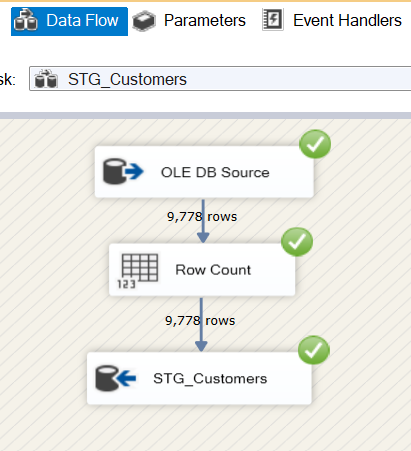 Data Flow Parameters Event Handlers
sk: STG_Customers
OLE DB Source
9,778 rows
Row Count
123
9,778 rows
STG_Customers